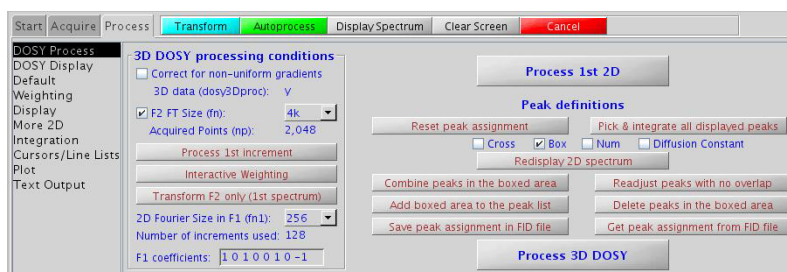 Start Acquire Process Transform Autoprocess Display Spectrum Clear Screen Cancel
DOSY Process
DOSY Display
Default
Weighting
Display
More 2D
Integration
Cursors/Line Lists
Plot
Text Output
3D DOSY processing conditions
Correct for non-uniform gradients
3D data (dosy3Dproc): y
F2 FT Size (fn): 4k
Acquired Points (np): 2,048
Process 1st increment
Interactive Weighting
Transform F2 only (1st spectrum)
2D Fourier Size in F1 (fn1): 256
Number of increments used: 128
F1 coefficients: 1 0 1 0 0 1 0 -1
Process 1st 2D
Peak definitions
Reset peak assignment Pick & integrate all displayed peaks
Cross Box Num Diffusion Constant
Redisplay 2D spectrum
Combine peaks in the boxed area Readjust peaks with no overlap
Add boxed area to the peak list Delete peaks in the boxed area
Save peak assignment in FID file Get peak assignment from FID file
Process 3D DOSY